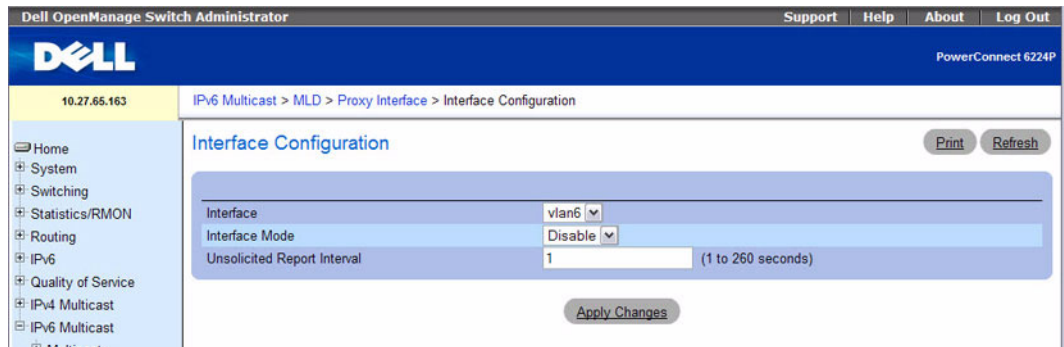 Dell OpenManage Switch Administrator Support Help About Log Out
DELL PowerConnect 6224P
10.27.65.163 IPv6 Multicast > MLD > Proxy Interface > Interface Configuration
Home
System
Switching
Statistics/RMON
Routing
IPv6
Quality of Service
IPv4 Multicast
IPv6 Multicast
Interface Configuration Print Refresh
Interface vlan6
Interface Mode Disable
Unsolicited Report Interval 1 (1 to 260 seconds)
Apply Changes